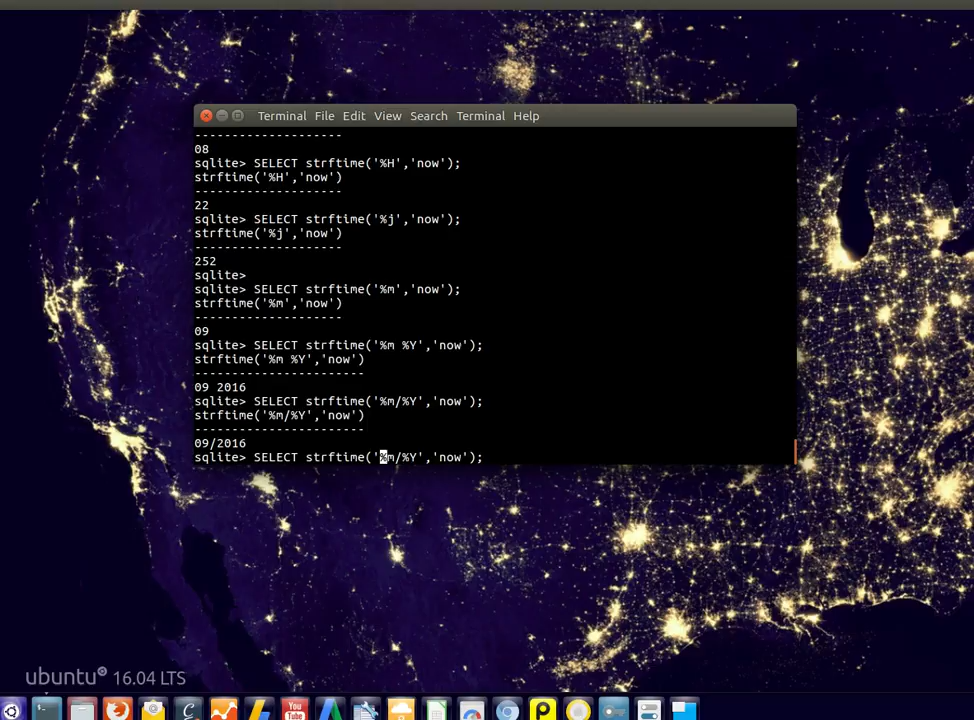 Terminal File Edit View Search Terminal Help
--------------------
08
sqlite> SELECT strftime('%H','now');
strftime('%H','now')
--------------------
22
sqlite> SELECT strftime('%j','now');
strftime('%j','now')
--------------------
252
sqlite>
sqlite> SELECT strftime('%m','now');
strftime('%m','now')
--------------------
09
sqlite> SELECT strftime('%m %Y','now');
strftime('%m %Y','now')
-----------------------
09 2016
sqlite> SELECT strftime('%m/%Y','now');
strftime('%m/%Y','now')
-----------------------
09/2016
sqlite> SELECT strftime('%m/%Y','now');
ubuntu® 16.04 LTS
You
Tube